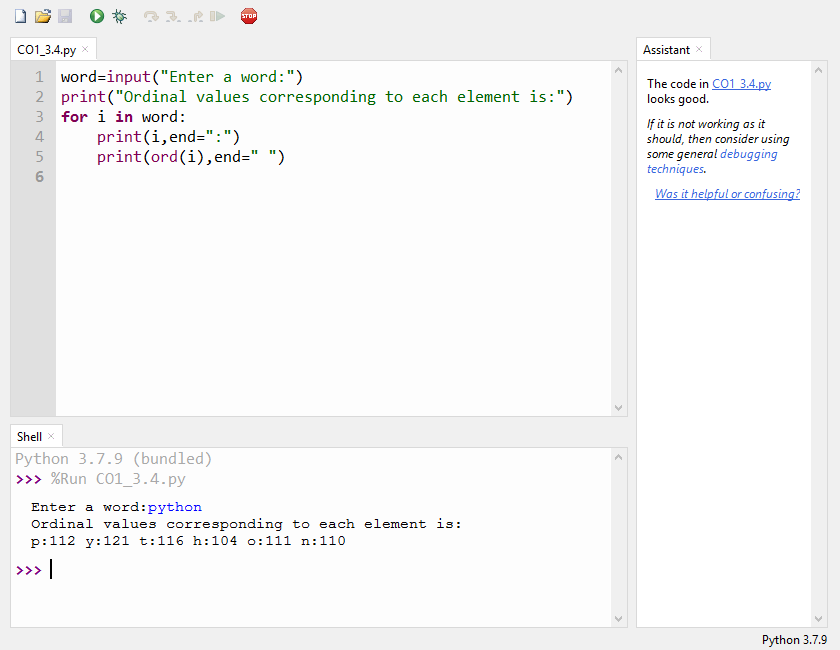 STOP
CO1_3.4.py ×
1 word=input("Enter a word:")
2 print("Ordinal values corresponding to each element is:")
3 for i in word:
4     print(i,end=":")
5     print(ord(i),end=" ")
6
Shell ×
Python 3.7.9 (bundled)
>>> %Run CO1_3.4.py
Enter a word:python
Ordinal values corresponding to each element is:
p:112 y:121 t:116 h:104 o:111 n:110
>>>
Assistant ×
The code in CO1_3.4.py
looks good.
If it is not working as it
should, then consider using
some general debugging
techniques.
Was it helpful or confusing?
Python 3.7.9